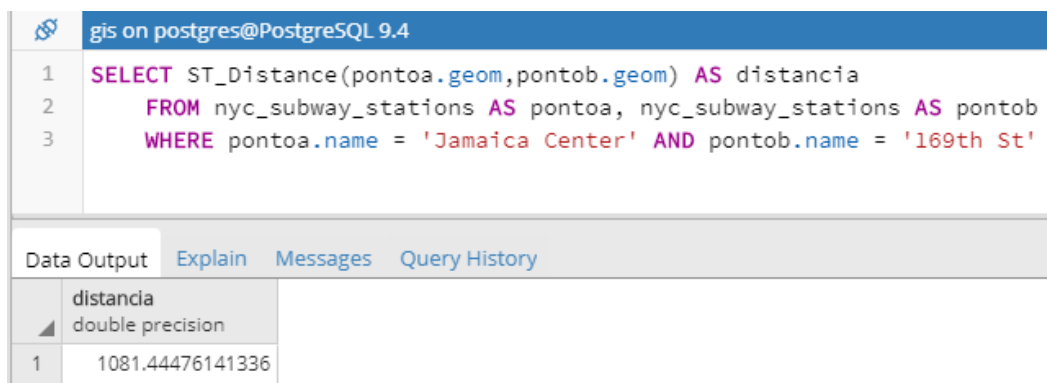 gis on postgres@PostgreSQL 9.4
1 SELECT ST_Distance(pontoa.geom,pontob.geom) AS distancia
2 FROM nyc_subway_stations AS pontoa, nyc_subway_stations AS pontob
3 WHERE pontoa.name = 'Jamaica Center' AND pontob.name = '169th St'
Data Output Explain Messages Query History
distancia
double precision
1 1081.44476141336